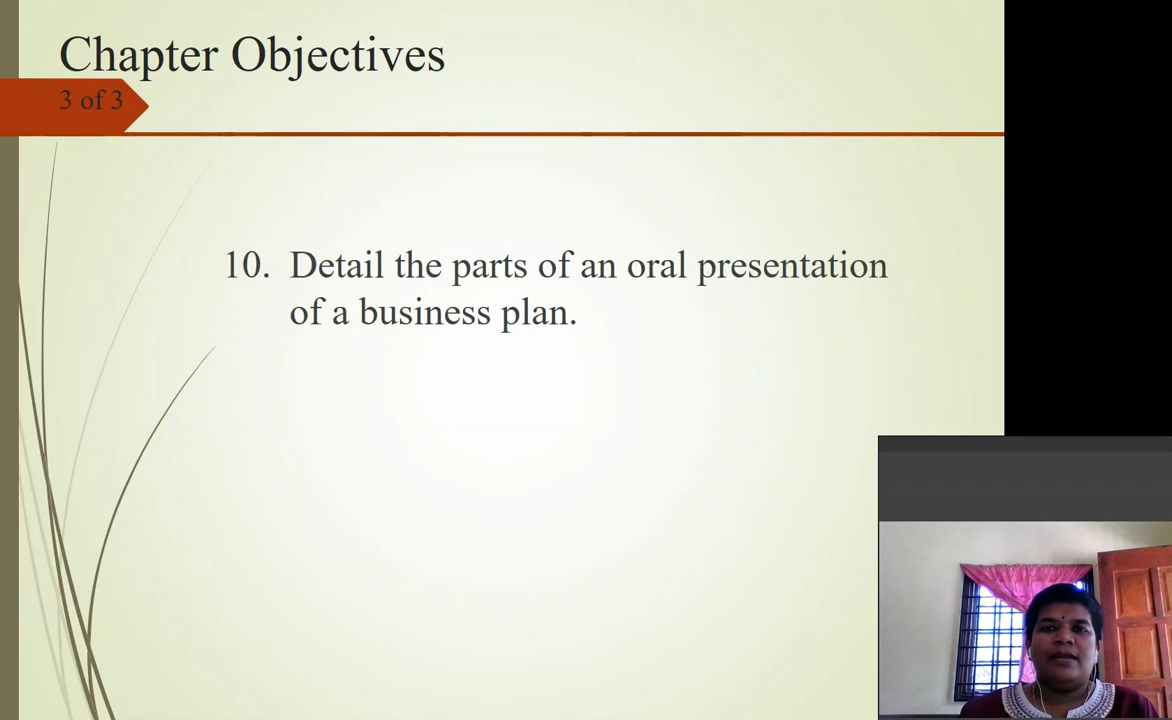 Chapter Objectives
3 of 3
10. Detail the parts of an oral presentation
of a business plan.